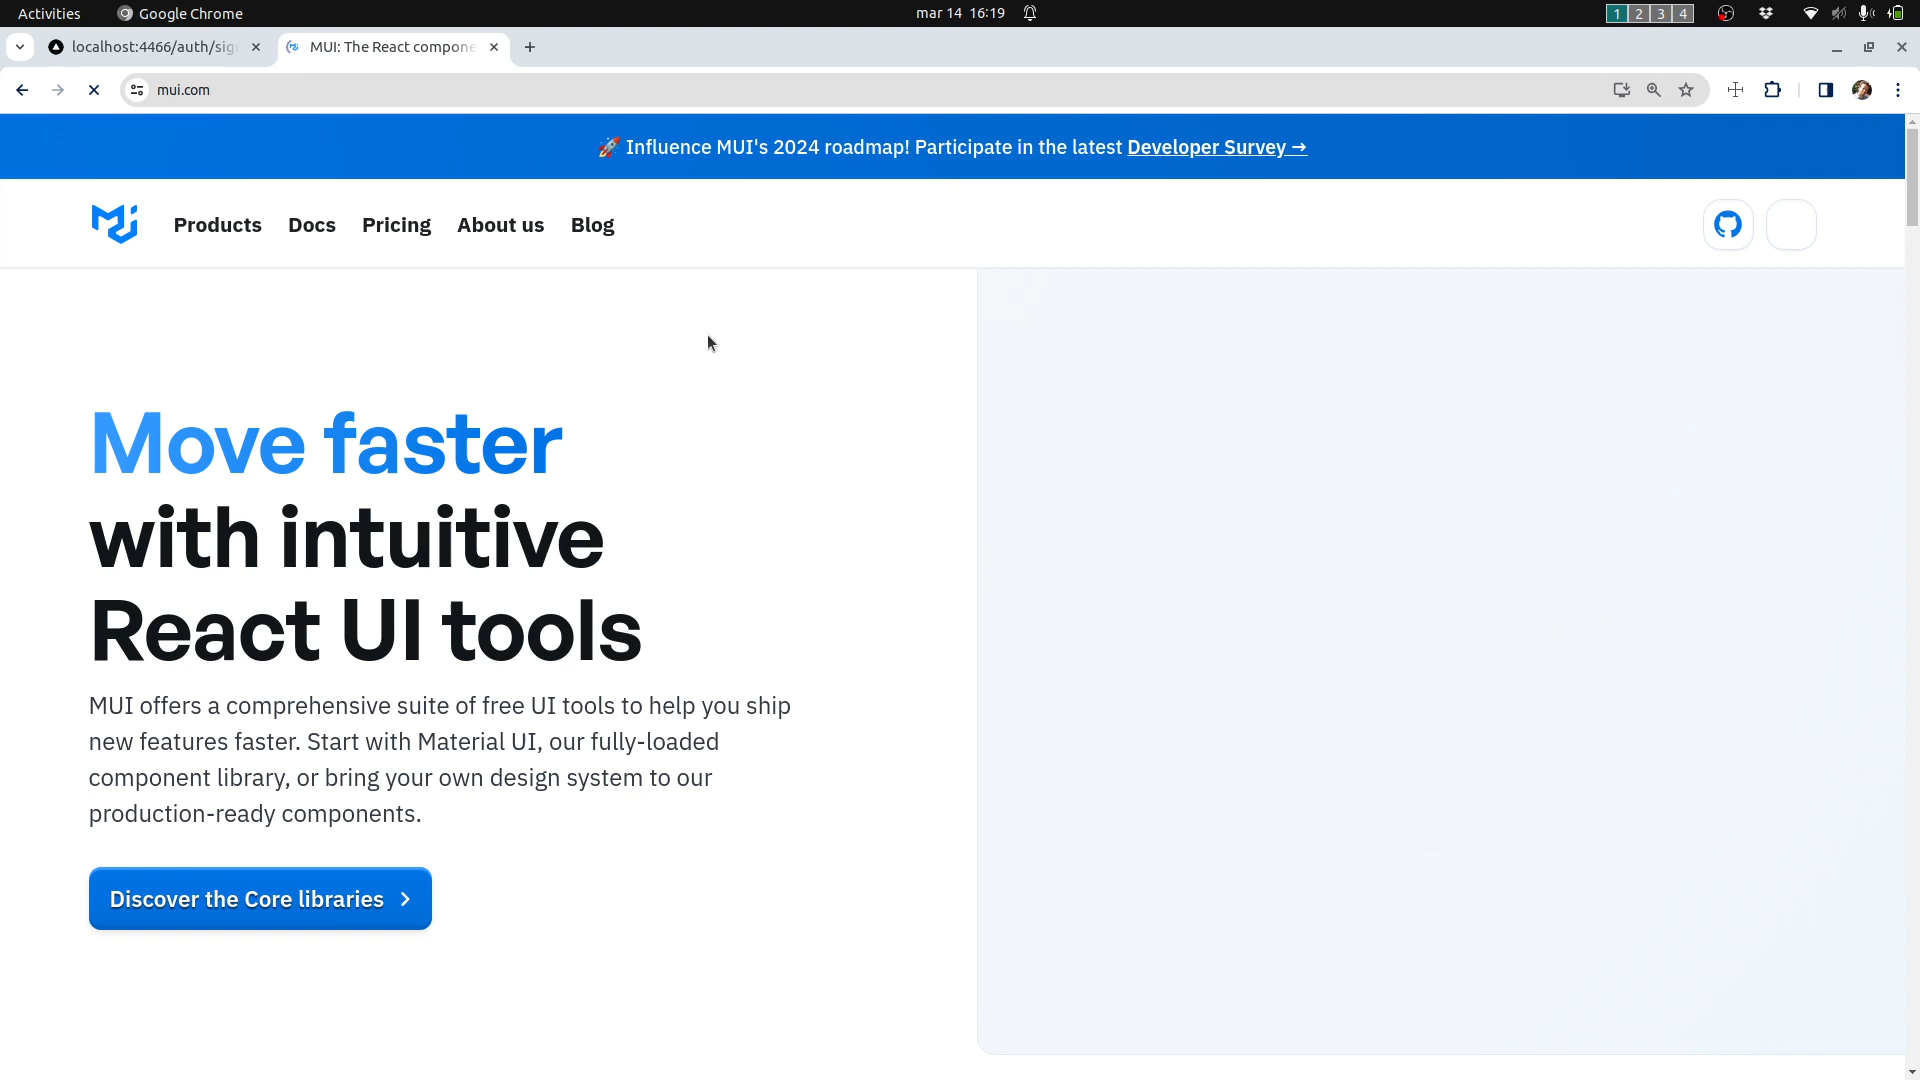 Activities
Google Chrome
mar 14 16:19
1 2 3 4
localhost:4466/auth/sig
MUI: The React compone
mui.com
🚀 Influence MUI's 2024 roadmap! Participate in the latest Developer Survey →
Products
Docs
Pricing
About us
Blog
Move faster
with intuitive
React UI tools
MUI offers a comprehensive suite of free UI tools to help you ship
new features faster. Start with Material UI, our fully-loaded
component library, or bring your own design system to our
production-ready components.
Discover the Core libraries